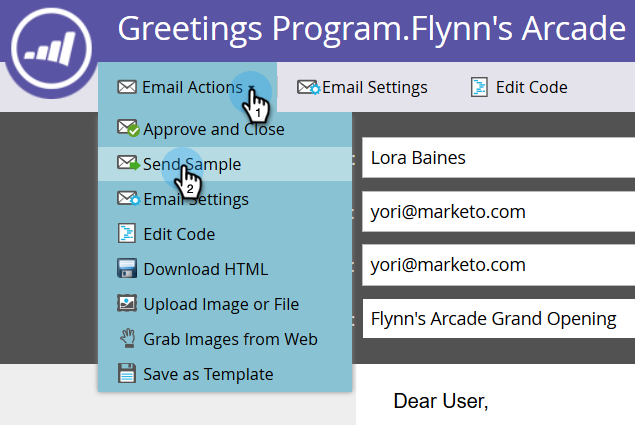 Greetings Program.Flynn's Arcade
Email Actions
1
Email Settings
Edit Code
Approve and Close
Send Sample
2
Email Settings
Edit Code
Download HTML
Upload Image or File
Grab Images from Web
Save as Template
: Lora Baines
: yori@marketo.com
: yori@marketo.com
: Flynn's Arcade Grand Opening
Dear User,